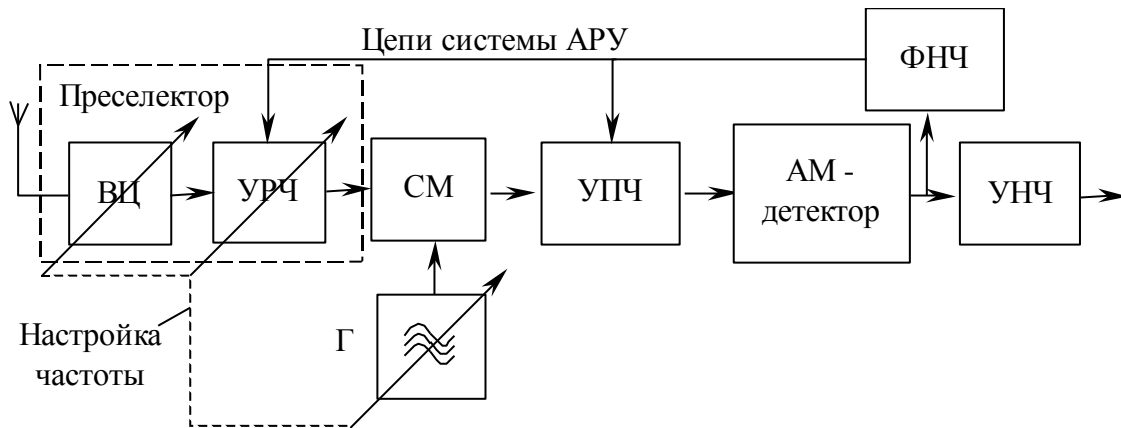 Цепи системы АРУ
ФНЧ
Преселектор
ВЦ
УРЧ
СМ
УПЧ
АМ -
детектор
УНЧ
Г
Настройка
частоты